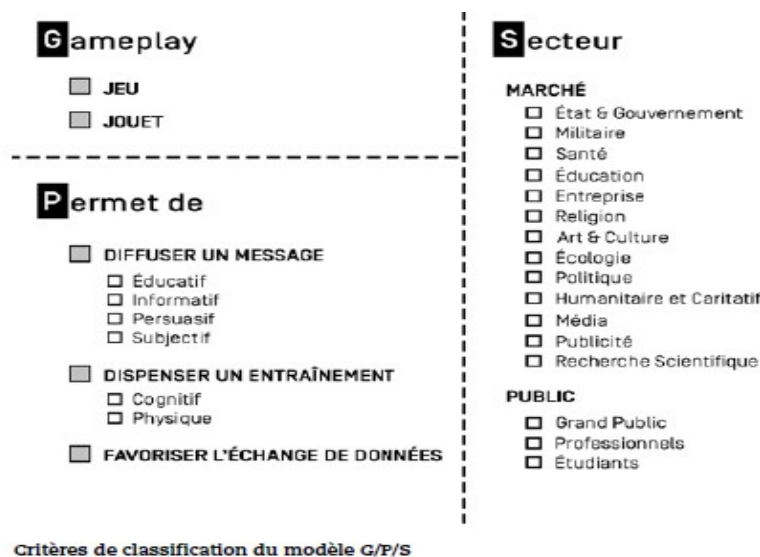 Gameplay
JEU
JOUET
Permet de
DIFFUSER UN MESSAGE
Éducatif
Informatif
Persuasif
Subjectif
DISPENSER UN ENTRAÎNEMENT
Cognitif
Physique
FAVORISER L'ÉCHANGE DE DONNÉES
Secteur
MARCHÉ
État & Gouvernement
Militaire
Santé
Éducation
Entreprise
Religion
Art & Culture
Écologie
Politique
Humanitaire et Caritatif
Média
Publicité
Recherche Scientifique
PUBLIC
Grand Public
Professionnels
Étudiants
Critères de classification du modèle G/P/S